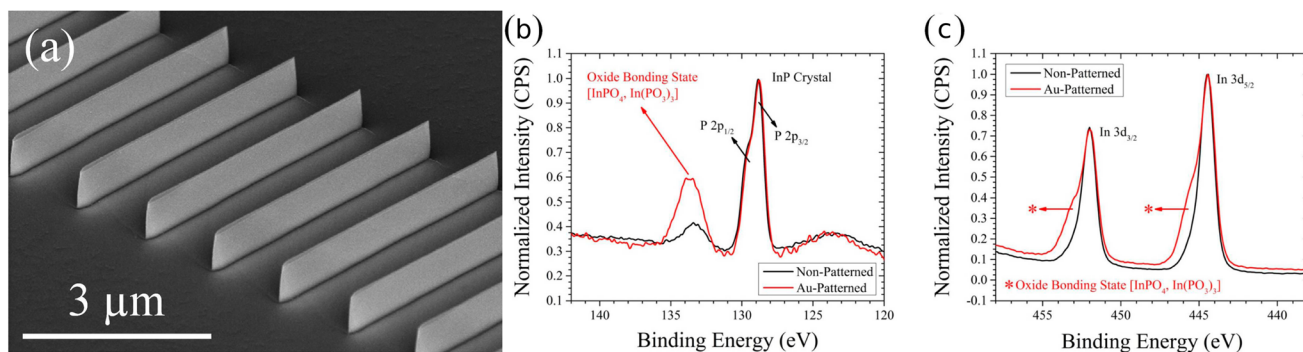 (a)
3 µm
(b)
Normalized Intensity (CPS)
1.1
1.0
0.9
0.8
0.7
0.6
0.5
0.4
0.3
0.2
0.1
Oxide Bonding State
[InPO₄, In(PO₃)₃]
InP Crystal
P 2p₁/₂
P 2p₃/₂
Non-Patterned
Au-Patterned
140
135
130
125
120
Binding Energy (eV)
(c)
Normalized Intensity (CPS)
1.1
1.0
0.9
0.8
0.7
0.6
0.5
0.4
0.3
0.2
0.1
0.0
-0.1
Non-Patterned
Au-Patterned
In 3d₅/₂
In 3d₃/₂
*
*
* Oxide Bonding State [InPO₄, In(PO₃)₃]
455
450
445
440
Binding Energy (eV)